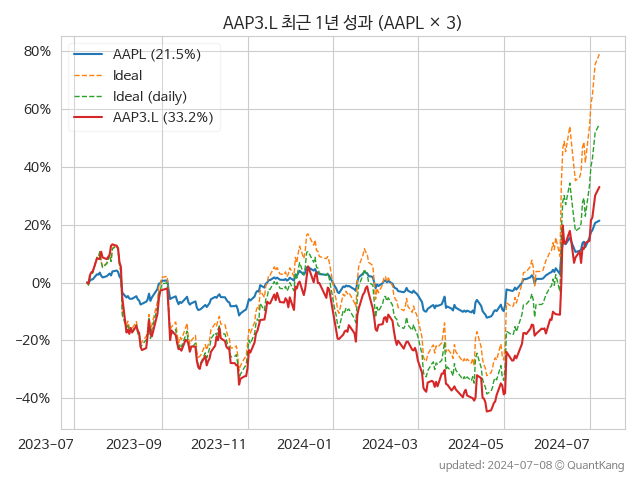 AAP3.L 최근 1년 성과 (AAPL × 3)
AAPL (21.5%)
Ideal
Ideal (daily)
AAP3.L (33.2%)
80%
60%
40%
20%
0%
−20%
−40%
2023−07
2023−09
2023−11
2024−01
2024−03
2024−05
2024−07
updated: 2024-07-08 © QuantKang